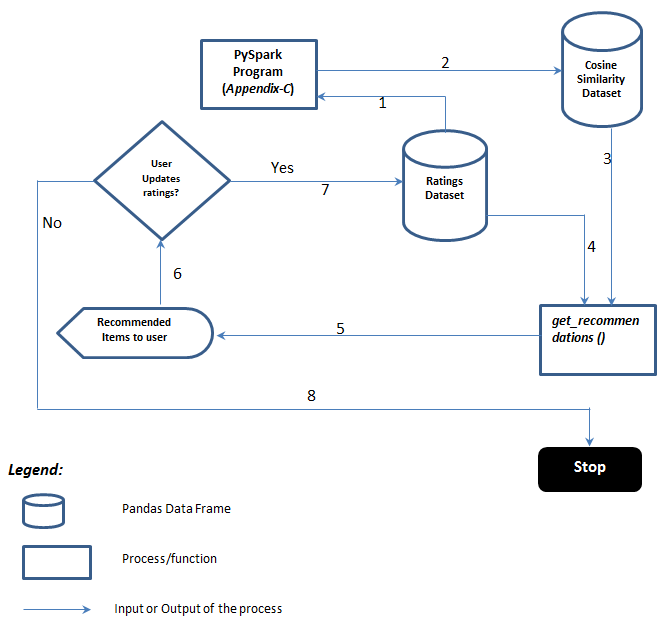 PySpark
Program
(Appendix-C)
2
Cosine
Similarity
Dataset
1
3
User
Updates
ratings?
Yes
7
Ratings
Dataset
No
4
6
Recommended
Items to user
5
get_recommen
dations ()
8
Stop
Legend:
Pandas Data Frame
Process/function
Input or Output of the process